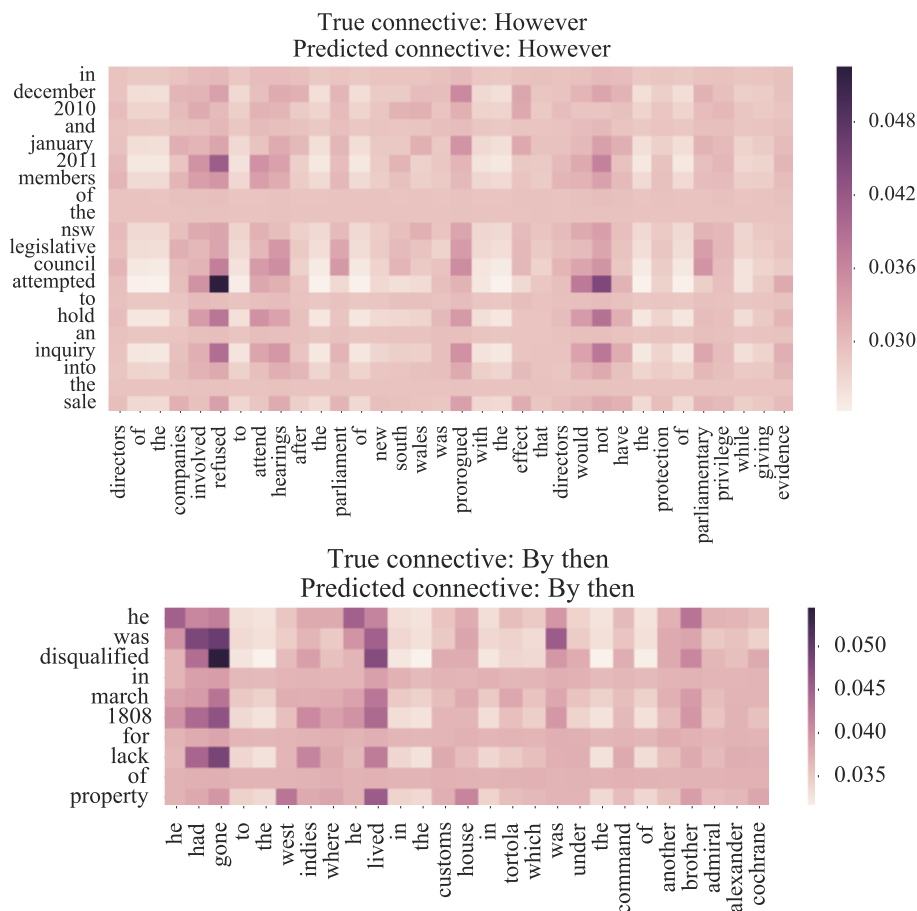 True connective: However
Predicted connective: However
in
december
2010
and
january
2011
members
of
the
nsw
legislative
council
attempted
to
hold
an
inquiry
into
the
sale
0.048
0.042
0.036
0.030
directors
of
the
companies
involved
refused
to
attend
hearings
after
the
parliament
of
new
south
wales
was
prorogued
with
the
effect
that
directors
would
not
have
the
protection
of
parliamentary
privilege
while
giving
evidence
True connective: By then
Predicted connective: By then
he
was
disqualified
in
march
1808
for
lack
of
property
0.050
0.045
0.040
0.035
he
had
gone
to
the
west
indies
where
he
lived
in
the
customs
house
in
tortola
which
was
under
the
command
of
another
brother
admiral
alexander
cochrane